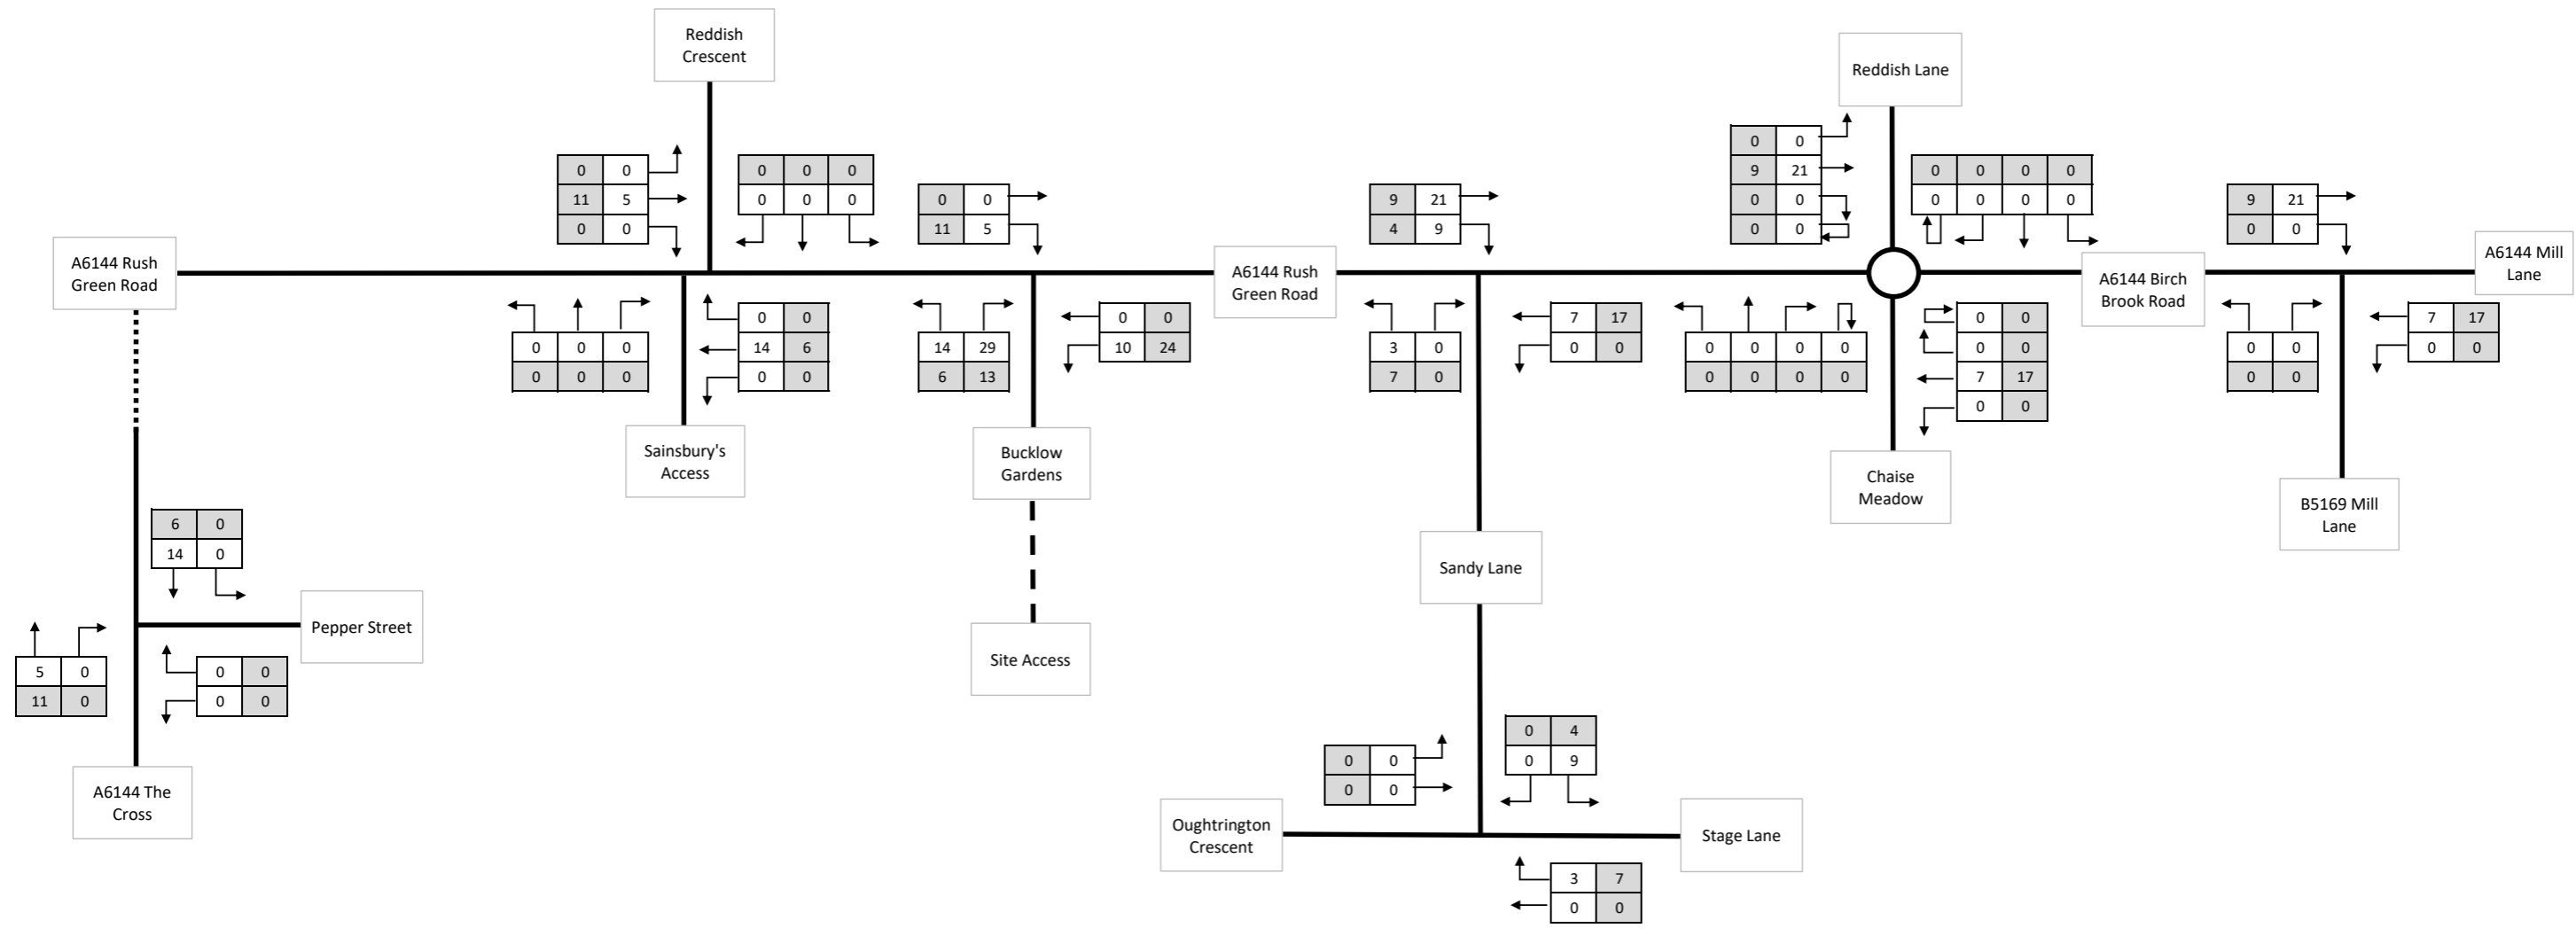 Reddish
Crescent
Reddish Lane
0 0
9 21
0 0
0 0
0 0 0 0
0 0 0 0
0 0
11 5
0 0
0 0 0
0 0 0
0 0
11 5
9 21
4 9
9 21
0 0
A6144 Rush
Green Road
A6144 Rush
Green Road
A6144 Birch
Brook Road
A6144 Mill
Lane
0 0 0
0 0 0
0 0
14 6
0 0
14 29
6 13
0 0
10 24
3 0
7 0
7 17
0 0
0 0 0 0
0 0 0 0
0 0
0 0
7 17
0 0
0 0
0 0
7 17
0 0
Sainsbury's
Access
Bucklow
Gardens
Chaise
Meadow
B5169 Mill
Lane
6 0
14 0
Pepper Street
5 0
11 0
0 0
0 0
Site Access
Sandy Lane
A6144 The
Cross
0 0
0 0
0 4
0 9
Oughtrington
Crescent
Stage Lane
3 7
0 0